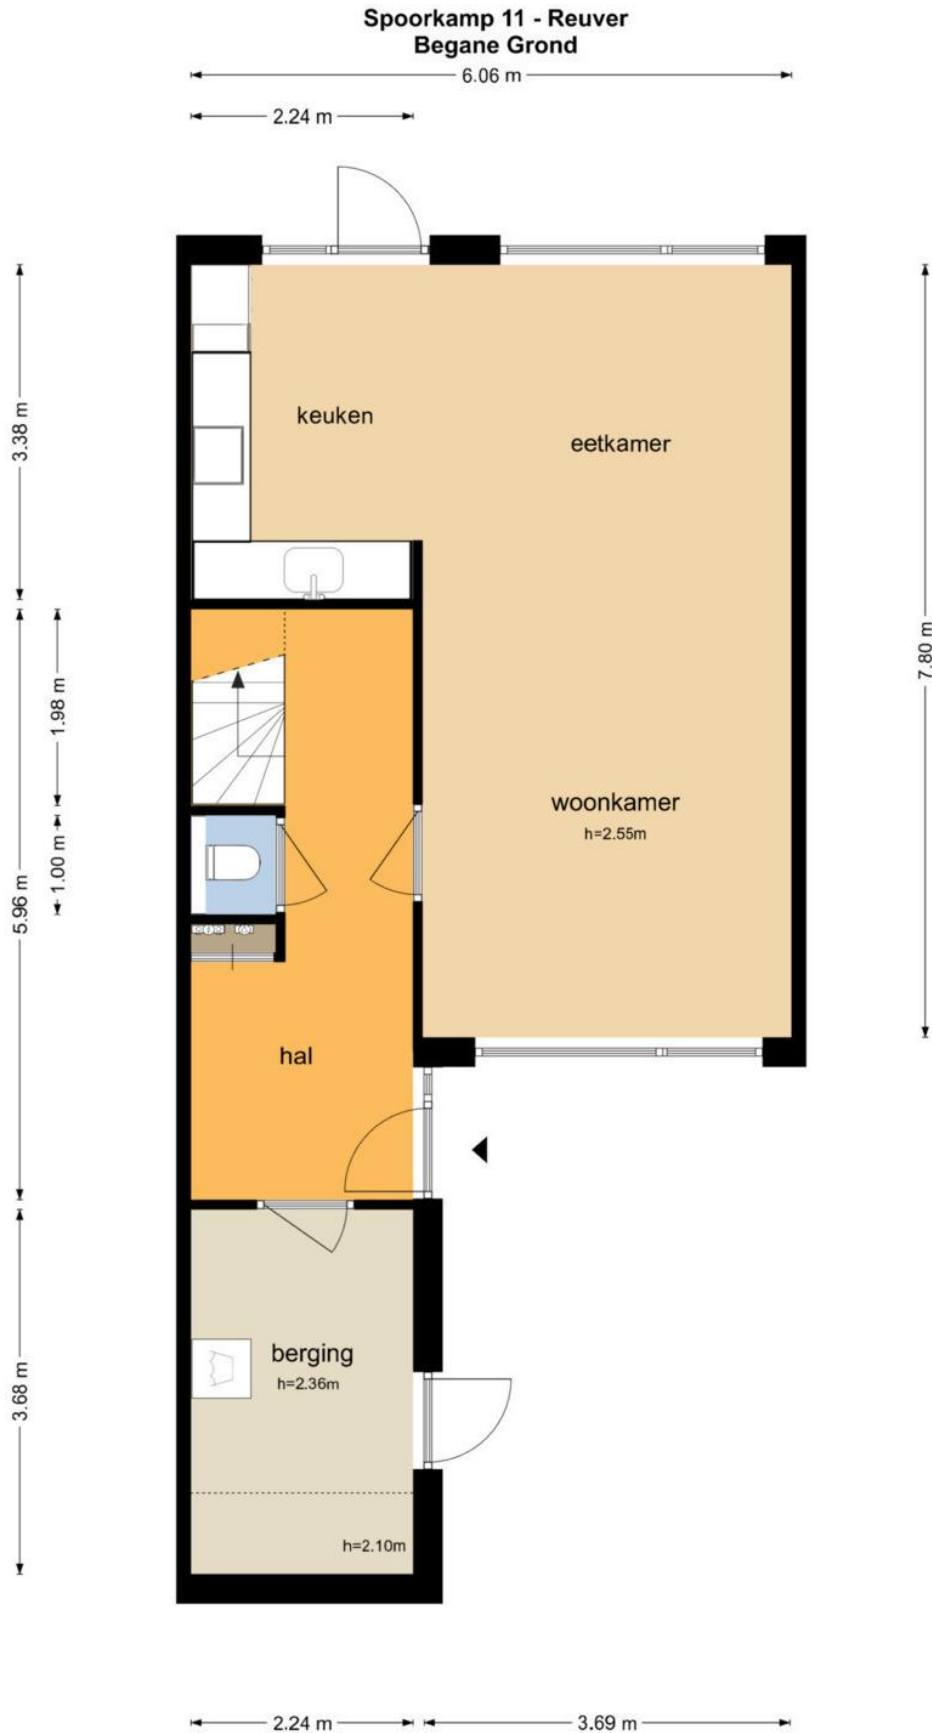 Spoorkamp 11 - Reuver
Begane Grond
6.06 m
2.24 m
3.38 m
keuken
eetkamer
7.80 m
1.98 m
woonkamer
h=2.55m
1.00 m
5.96 m
hal
berging
h=2.36m
3.68 m
h=2.10m
2.24 m
3.69 m